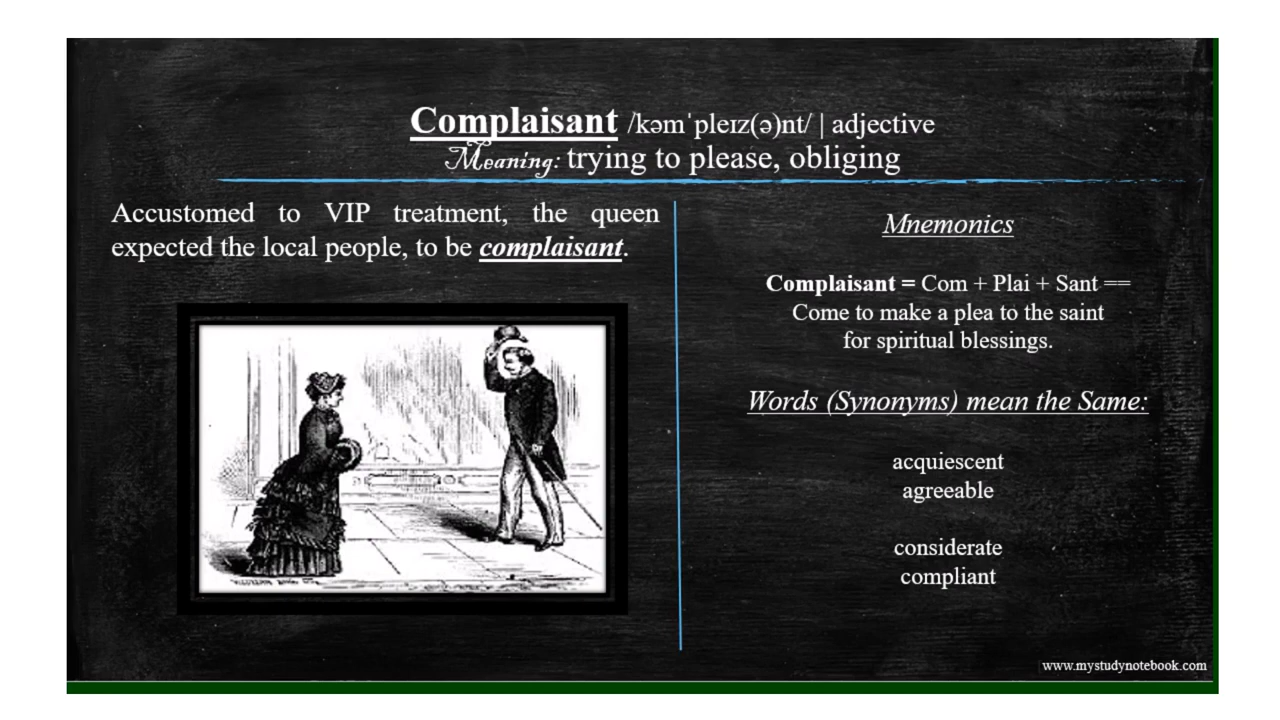 Complaisant /kəmˈpleɪz(ə)nt/ | adjective
Meaning: trying to please, obliging
Accustomed to VIP treatment, the queen
expected the local people, to be complaisant.
Mnemonics
Complaisant = Com + Plai + Sant ==
Come to make a plea to the saint
for spiritual blessings.
Words (Synonyms) mean the Same:
acquiescent
agreeable
considerate
compliant
www.mystudynotebook.com